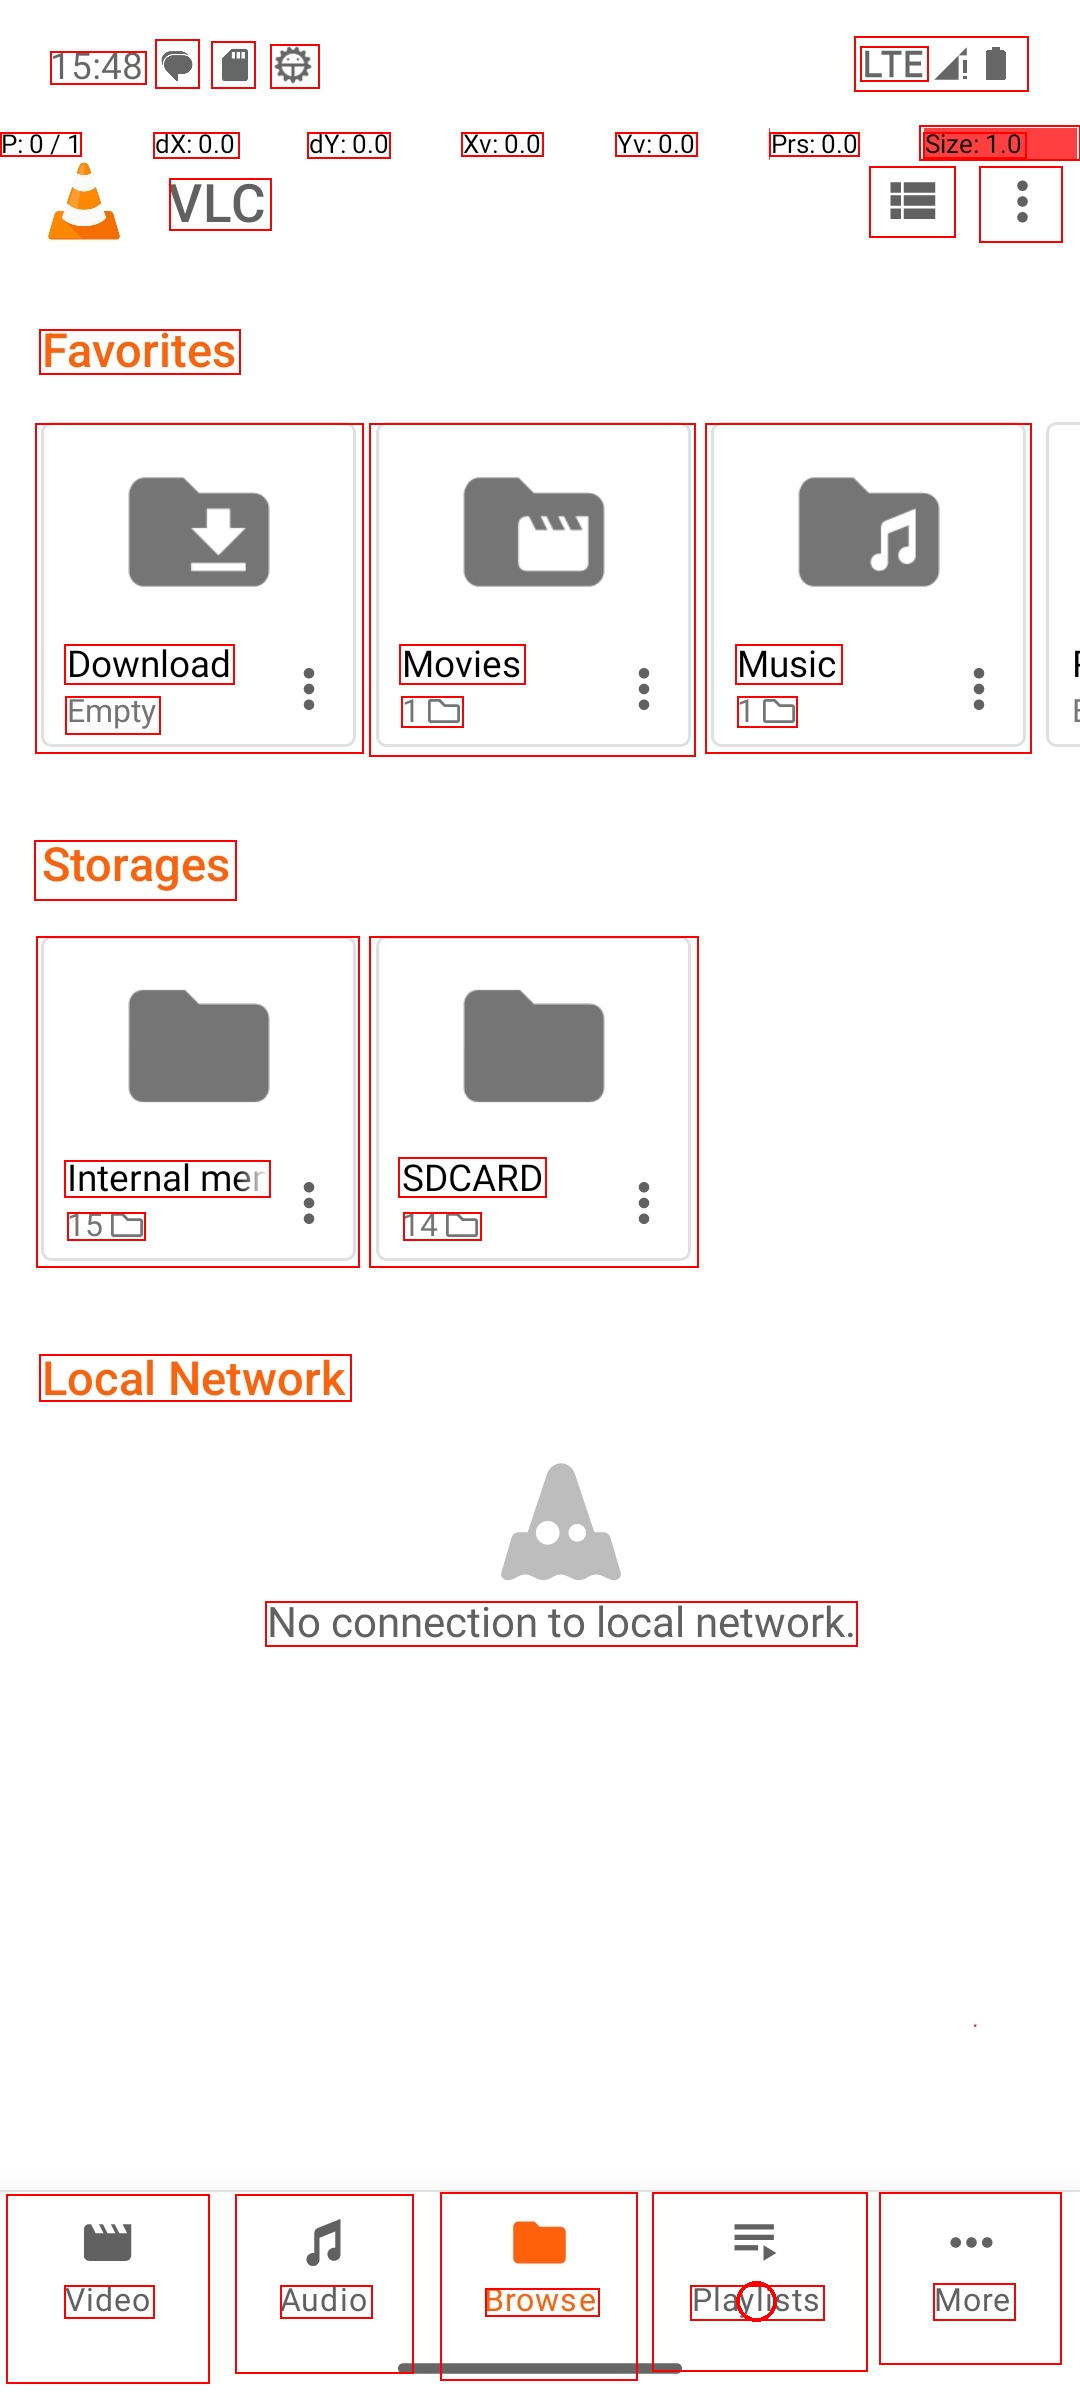 15:48
LTE
P: 0 / 1 dX: 0.0 dY: 0.0 Xv: 0.0 Yv: 0.0 Prs: 0.0 Size: 1.0
VLC
Favorites
Download Movies Music
Empty 1 1
Storages
Internal mer SDCARD
15 14
Local Network
No connection to local network.
Video Audio Browse Playlists More